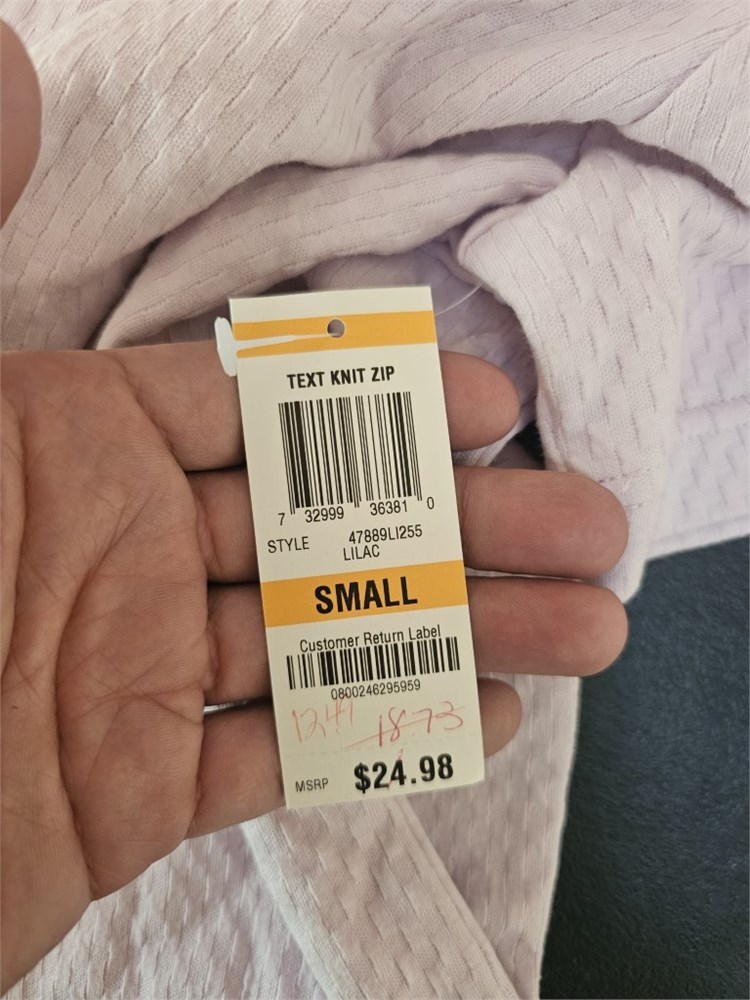 TEXT KNIT ZIP
7 32999 36381 0
STYLE 47889LI255
LILAC
SMALL
Customer Return Label
0800246295959
12.49 18.73
MSRP $24.98